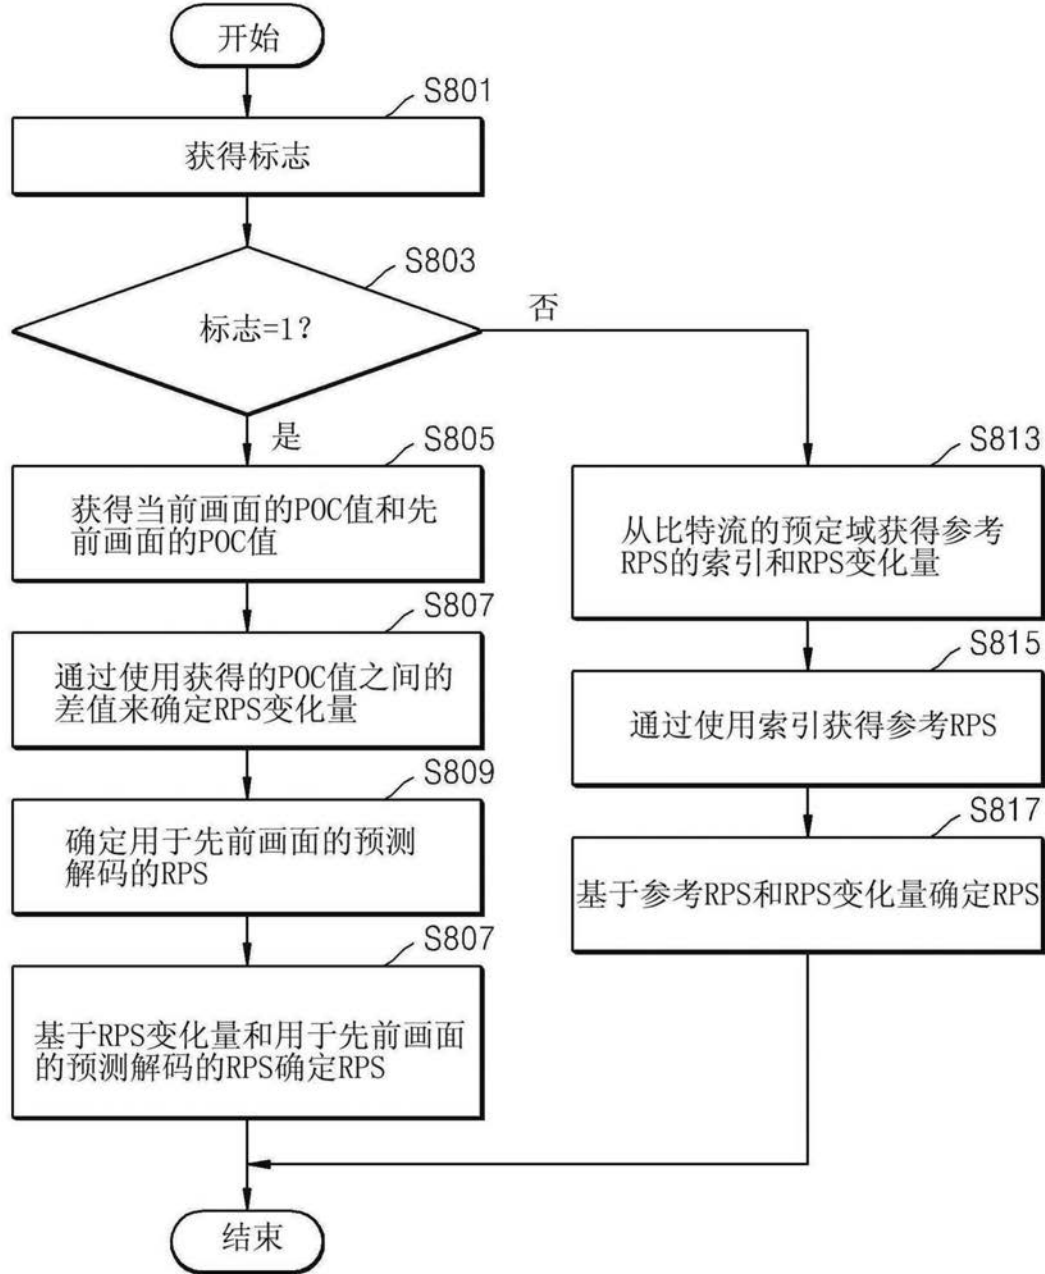 开始
S801
获得标志
S803
标志=1?
否
是
S805
获得当前画面的POC值和先
前画面的POC值
S807
通过使用获得的POC值之间的
差值来确定RPS变化量
S809
确定用于先前画面的预测
解码的RPS
S807
基于RPS变化量和用于先前画面
的预测解码的RPS确定RPS
S813
从比特流的预定域获得参考
RPS的索引和RPS变化量
S815
通过使用索引获得参考RPS
S817
基于参考RPS和RPS变化量确定RPS
结束